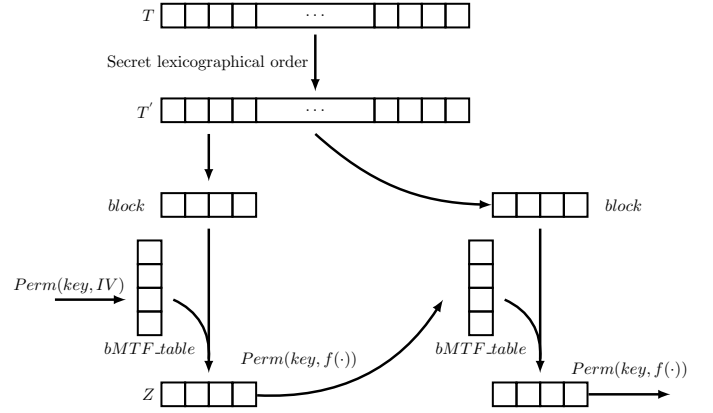 T ...
Secret lexicographical order
T' ...
block block
Perm(key, IV)
bMTF_table bMTF_table
Perm(key, f(·)) Perm(key, f(·))
Z